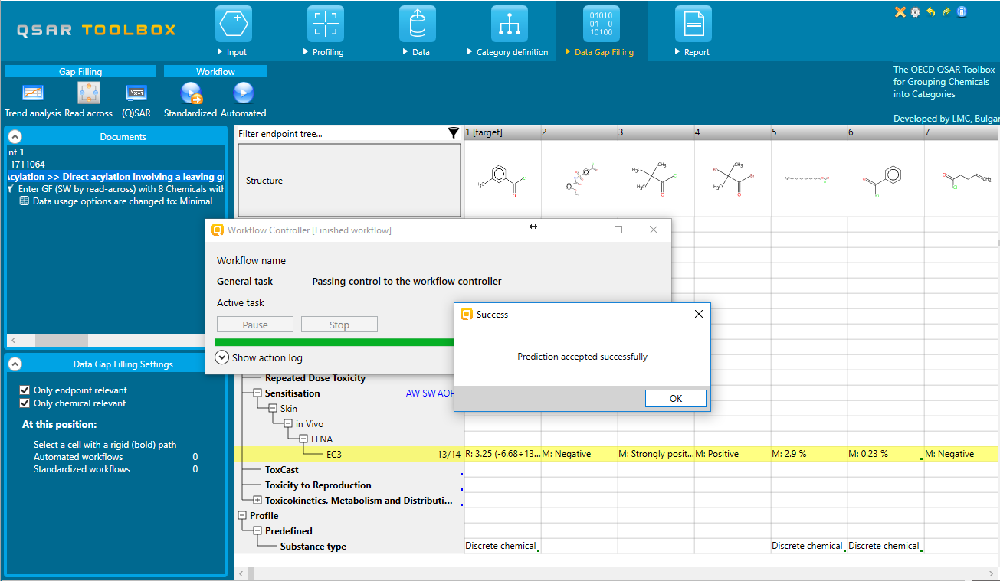 QSAR TOOLBOX
Input
Profiling
Data
Category definition
01010
01 0
10100
Data Gap Filling
Report
The OECD QSAR Toolbox
for Grouping Chemicals
into Categories
Developed by LMC, Bulgar
Gap Filling
Workflow
Trend analysis Read across (Q)SAR Standardized Automated
Documents
ent 1
1711064
Acylation >> Direct acylation involving a leaving g
Enter GF (SW by read-across) with 8 Chemicals with
Data usage options are changed to: Minimal
Filter endpoint tree...
1 [target] 2 3 4 5 6 7
Structure
Workflow Controller [Finished workflow]
Workflow name
General task Passing control to the workflow controller
Active task
Pause Stop
Show action log
Success
Prediction accepted successfully
OK
Data Gap Filling Settings
Only endpoint relevant
Only chemical relevant
At this position:
Select a cell with a rigid (bold) path
Automated workflows 0
Standardized workflows 0
Repeated Dose Toxicity
Sensitisation AW SW AOP
Skin
in Vivo
LLNA
EC3 13/14 R: 3.25 (-6.68÷13... M: Negative M: Strongly posit... M: Positive M: 2.9 % M: 0.23 % M: Negative
ToxCast
Toxicity to Reproduction
Toxicokinetics, Metabolism and Distributi...
Profile
Predefined
Substance type Discrete chemical Discrete chemical Discrete chemical